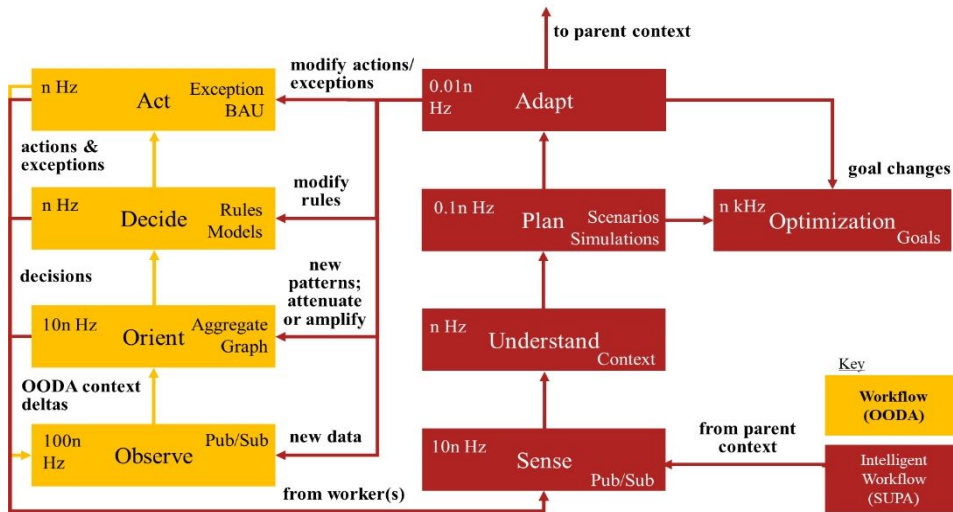 to parent context
n Hz
Act
Exception
BAU
modify actions/
exceptions
0.01n
Hz
Adapt
actions &
exceptions
goal changes
n Hz
Decide
Rules
Models
modify
rules
0.1n Hz
Plan
Scenarios
Simulations
n kHz
Optimization
Goals
decisions
new
patterns;
attenuate
or amplify
10n Hz
Orient
Aggregate
Graph
n Hz
Understand
Context
OODA context
deltas
Key
Workflow
(OODA)
100n
Hz
Observe
Pub/Sub
new data
10n Hz
Sense
Pub/Sub
from parent
context
Intelligent
Workflow
(SUPA)
from worker(s)